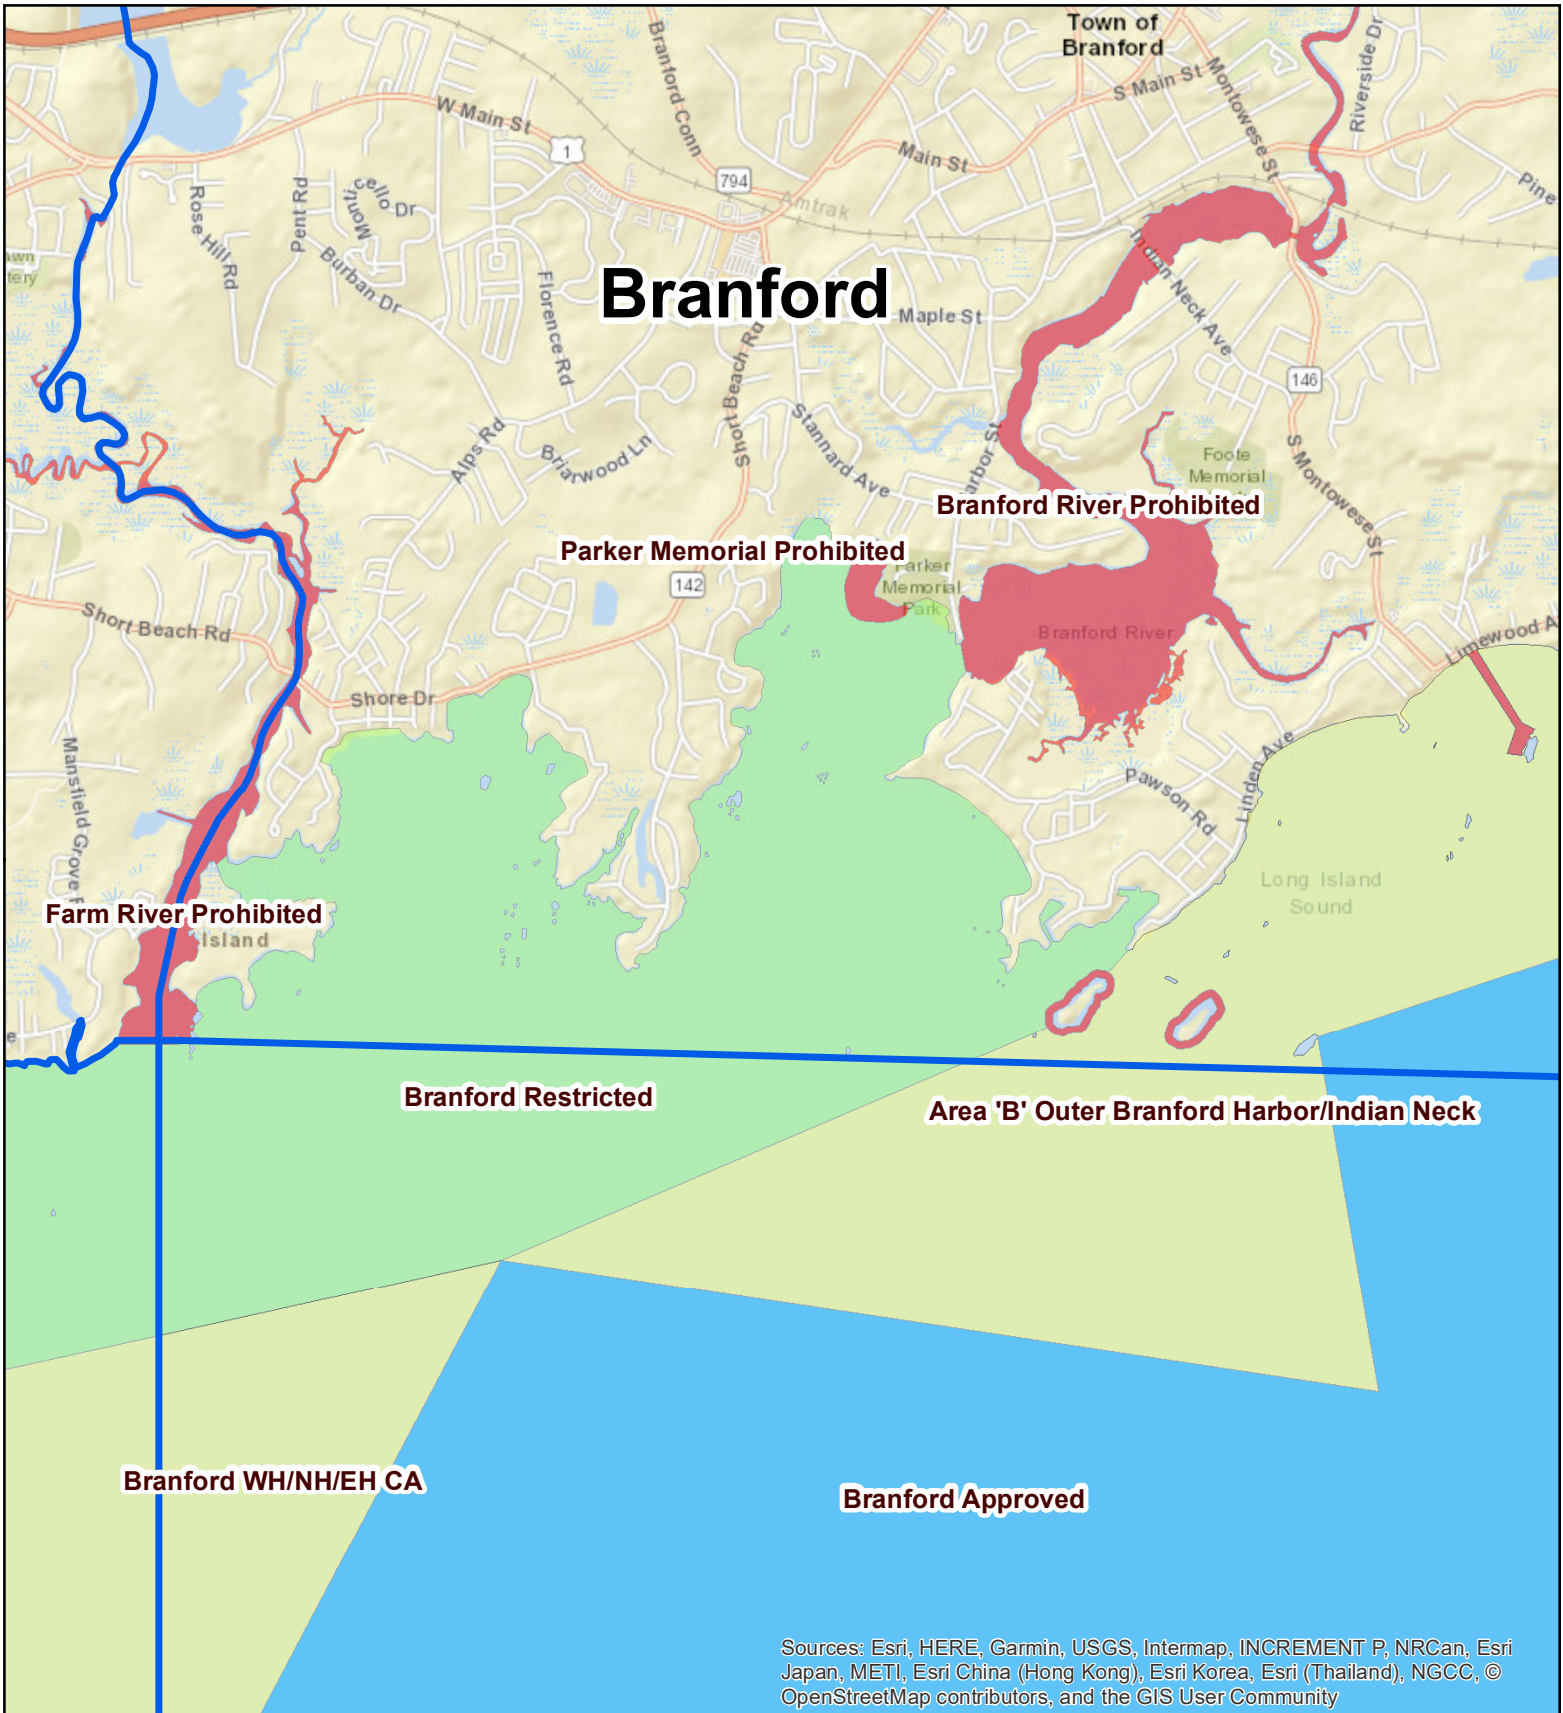 Town of
Branford
Riverside Dr
Branford Conn
S Main St
Montowese St
W Main St
1
Main St
794
Pine
Amtrak
Rose Hill Rd
Pent Rd
Monticello Dr
Burban Dr
Indian Neck Ave
awn
tery
Branford
Florence Rd
Maple St
Short Beach Rd
146
Stannard Ave
Alps Rd
Briarwood Ln
arbor St
Foote
Memorial
S Montowese St
Branford River Prohibited
Parker Memorial Prohibited
Parker
Memorial
Park
142
Short Beach Rd
Branford River
Limewood A
Shore Dr
Mansfield Grove
Linden Ave
Pawson Rd
Long Island
Sound
Farm River Prohibited
Island
e
Branford Restricted
Area 'B' Outer Branford Harbor/Indian Neck
Branford WH/NH/EH CA
Branford Approved
Sources: Esri, HERE, Garmin, USGS, Intermap, INCREMENT P, NRCan, Esri
Japan, METI, Esri China (Hong Kong), Esri Korea, Esri (Thailand), NGCC, ©
OpenStreetMap contributors, and the GIS User Community